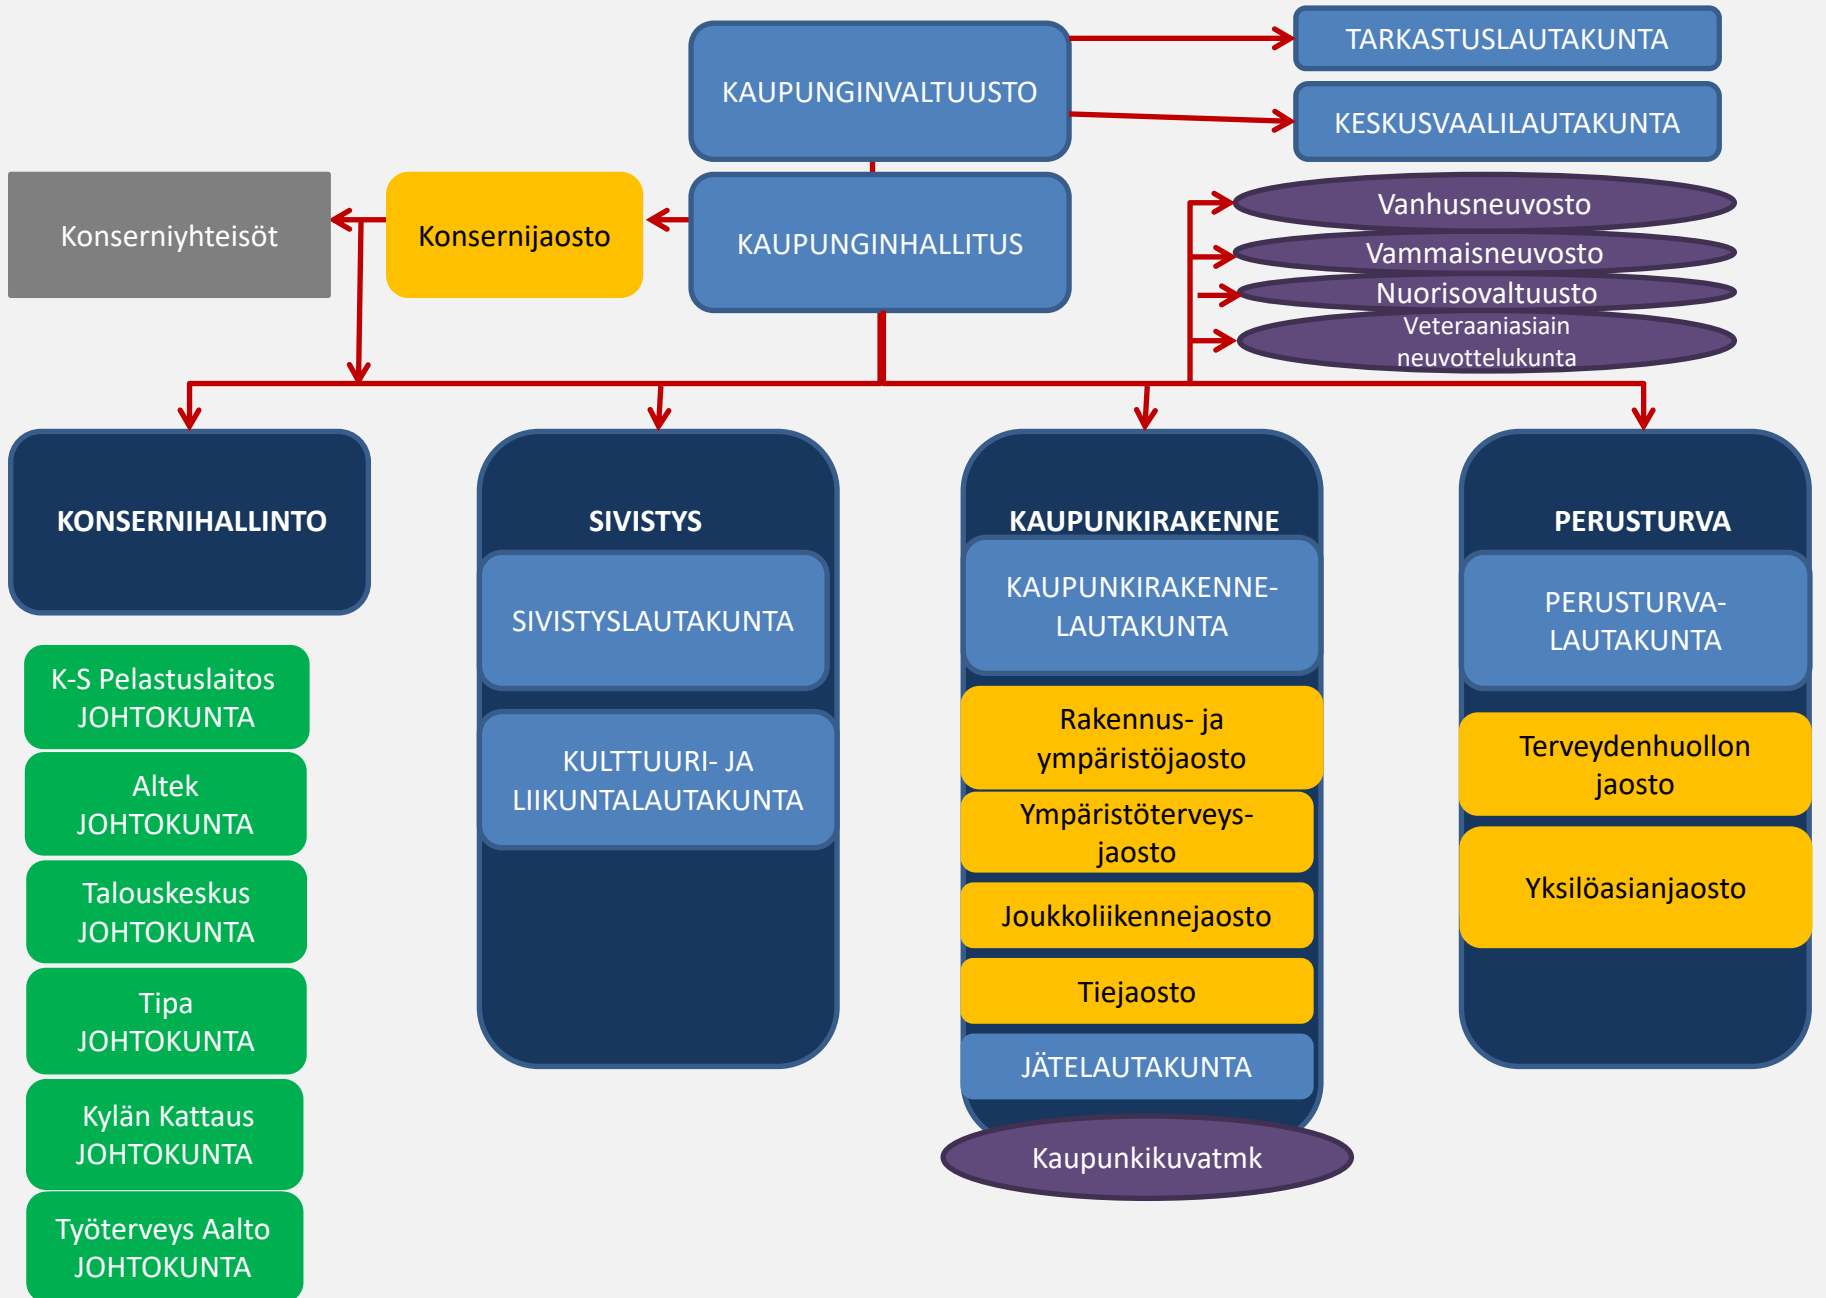 KAUPUNGINVALTUUSTO
TARKASTUSLAUTAKUNTA
KESKUSVAALILAUTAKUNTA
Konserniyhteisöt
Konsernijaosto
KAUPUNGINHALLITUS
Vanhusneuvosto
Vammaisneuvosto
Nuorisovaltuusto
Veteraaniasiain
neuvottelukunta
KONSERNIHALLINTO
K-S Pelastuslaitos
JOHTOKUNTA
Altek
JOHTOKUNTA
Talouskeskus
JOHTOKUNTA
Tipa
JOHTOKUNTA
Kylän Kattaus
JOHTOKUNTA
Työterveys Aalto
JOHTOKUNTA
SIVISTYS
SIVISTYSLAUTAKUNTA
KULTTUURI- JA
LIIKUNTALAUTAKUNTA
KAUPUNKIRAKENNE
KAUPUNKIRAKENNE-
LAUTAKUNTA
Rakennus- ja
ympäristöjaosto
Ympäristöterveys-
jaosto
Joukkoliikennejaosto
Tiejaosto
JÄTELAUTAKUNTA
Kaupunkikuvatmk
PERUSTURVA
PERUSTURVA-
LAUTAKUNTA
Terveydenhuollon
jaosto
Yksilöasianjaosto